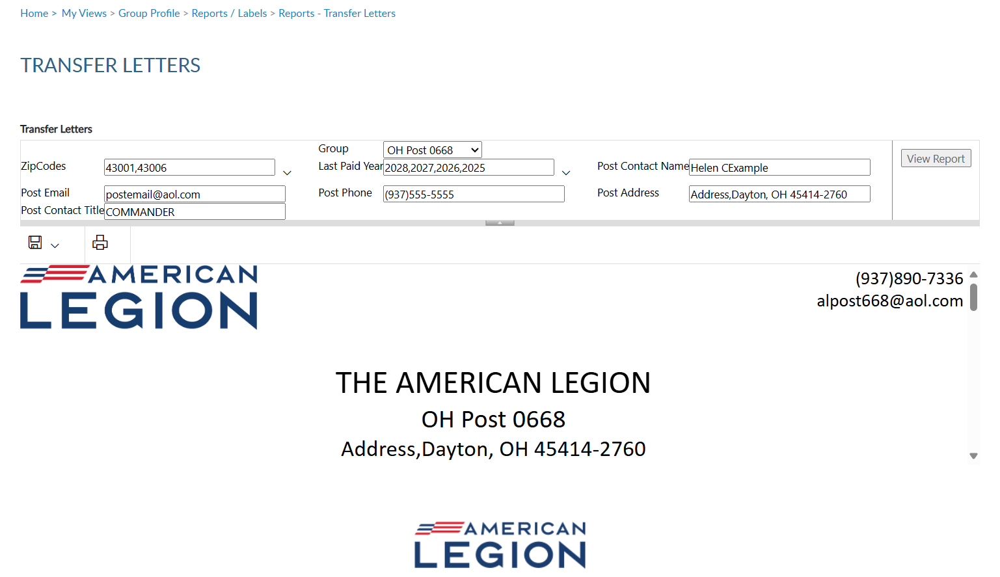 Home > My Views > Group Profile > Reports / Labels > Reports - Transfer Letters
TRANSFER LETTERS
Transfer Letters
Group OH Post 0668
ZipCodes 43001,43006 Last Paid Year 2028,2027,2026,2025 Post Contact Name Helen CExample View Report
Post Email postemail@aol.com Post Phone (937)555-5555 Post Address Address,Dayton, OH 45414-2760
Post Contact Title COMMANDER
AMERICAN
LEGION
(937)890-7336
alpost668@aol.com
THE AMERICAN LEGION
OH Post 0668
Address,Dayton, OH 45414-2760
AMERICAN
LEGION